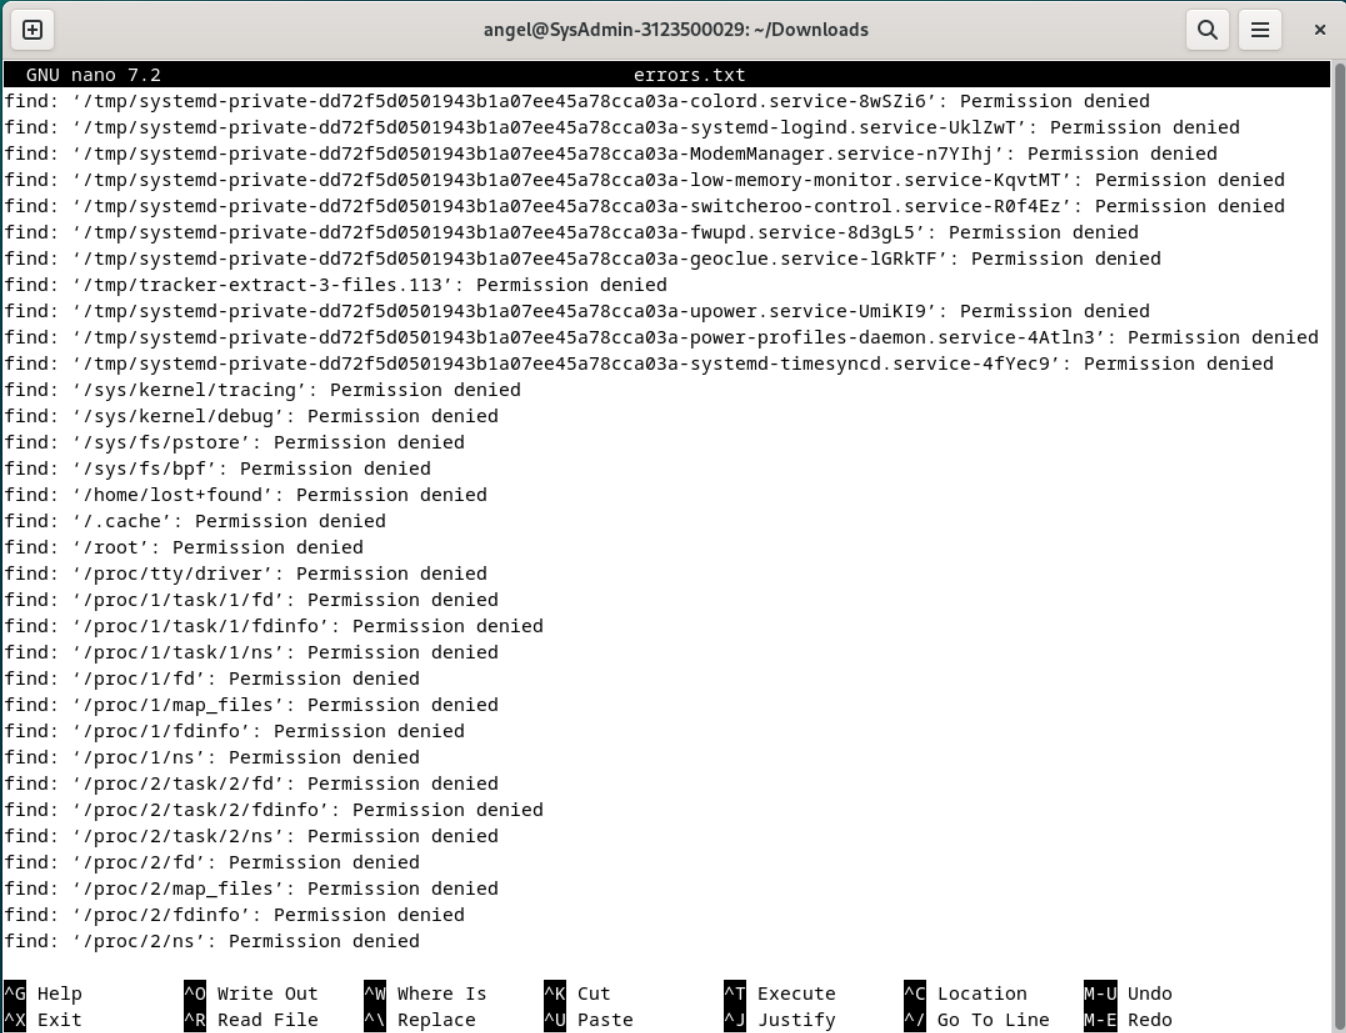 angel@SysAdmin-3123500029: ~/Downloads
GNU nano 7.2 errors.txt
find: ‘/tmp/systemd-private-dd72f5d0501943b1a07ee45a78cca03a-colord.service-8wSZi6’: Permission denied
find: ‘/tmp/systemd-private-dd72f5d0501943b1a07ee45a78cca03a-systemd-logind.service-UklZwT’: Permission denied
find: ‘/tmp/systemd-private-dd72f5d0501943b1a07ee45a78cca03a-ModemManager.service-n7YIhj’: Permission denied
find: ‘/tmp/systemd-private-dd72f5d0501943b1a07ee45a78cca03a-low-memory-monitor.service-KqvtMT’: Permission denied
find: ‘/tmp/systemd-private-dd72f5d0501943b1a07ee45a78cca03a-switcheroo-control.service-R0f4Ez’: Permission denied
find: ‘/tmp/systemd-private-dd72f5d0501943b1a07ee45a78cca03a-fwupd.service-8d3gL5’: Permission denied
find: ‘/tmp/systemd-private-dd72f5d0501943b1a07ee45a78cca03a-geoclue.service-lGRkTF’: Permission denied
find: ‘/tmp/tracker-extract-3-files.113’: Permission denied
find: ‘/tmp/systemd-private-dd72f5d0501943b1a07ee45a78cca03a-upower.service-UmiKI9’: Permission denied
find: ‘/tmp/systemd-private-dd72f5d0501943b1a07ee45a78cca03a-power-profiles-daemon.service-4Atln3’: Permission denied
find: ‘/tmp/systemd-private-dd72f5d0501943b1a07ee45a78cca03a-systemd-timesyncd.service-4fYec9’: Permission denied
find: ‘/sys/kernel/tracing’: Permission denied
find: ‘/sys/kernel/debug’: Permission denied
find: ‘/sys/fs/pstore’: Permission denied
find: ‘/sys/fs/bpf’: Permission denied
find: ‘/home/lost+found’: Permission denied
find: ‘/.cache’: Permission denied
find: ‘/root’: Permission denied
find: ‘/proc/tty/driver’: Permission denied
find: ‘/proc/1/task/1/fd’: Permission denied
find: ‘/proc/1/task/1/fdinfo’: Permission denied
find: ‘/proc/1/task/1/ns’: Permission denied
find: ‘/proc/1/fd’: Permission denied
find: ‘/proc/1/map_files’: Permission denied
find: ‘/proc/1/fdinfo’: Permission denied
find: ‘/proc/1/ns’: Permission denied
find: ‘/proc/2/task/2/fd’: Permission denied
find: ‘/proc/2/task/2/fdinfo’: Permission denied
find: ‘/proc/2/task/2/ns’: Permission denied
find: ‘/proc/2/fd’: Permission denied
find: ‘/proc/2/map_files’: Permission denied
find: ‘/proc/2/fdinfo’: Permission denied
find: ‘/proc/2/ns’: Permission denied
^G Help ^O Write Out ^W Where Is ^K Cut ^T Execute ^C Location M-U Undo
^X Exit ^R Read File ^\ Replace ^U Paste ^J Justify ^/ Go To Line M-E Redo